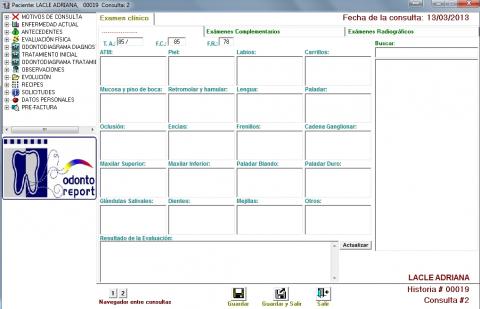 Paciente: LACLE ADRIANA, 00019 Consulta: 2
MOTIVOS DE CONSULTA
ENFERMEDAD ACTUAL
ANTECEDENTES
EVALUACIÓN FÍSICA
ODONTODIAGRAMA DIAGNOS
TRATAMIENTO INICIAL
ODONTODIAGRAMA TRATAMI
OBSERVACIONES
EVOLUCIÓN
RECIPES
SOLICITUDES
DATOS PERSONALES
PRE-FACTURA
odonto
report
Examen clínico
Fecha de la consulta: 13/03/2013
Exámenes Complementarios
Exámenes Radiográficos
T. A.: 85 / F.C.: 85 F.R.: 78
Buscar:
ATM: Piel: Labios: Carrillos:
Mucosa y piso de boca: Retromolar y hamular: Lengua: Paladar:
Oclusión: Encías: Frenillos: Cadena Ganglionar:
Maxilar Superior: Maxilar Inferior: Paladar Blando: Paladar Duro:
Glándulas Salivales: Dientes: Mejillas: Otros:
Resultado de la Evaluación:
Actualizar
LACLE ADRIANA
Historia # 00019
Consulta #2
1 2
Navegador entre consultas
Guardar
Guardar y Salir
Salir